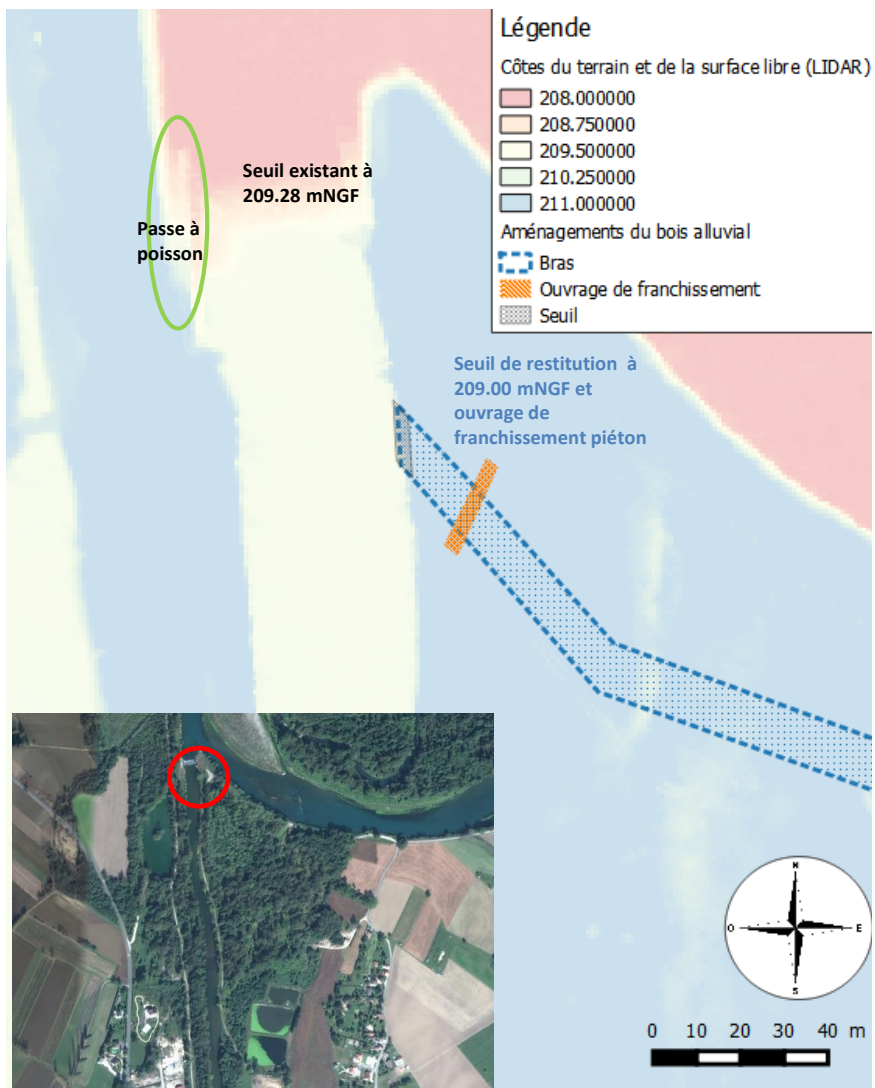 Légende
Côtes du terrain et de la surface libre (LIDAR)
208.000000
208.750000
209.500000
210.250000
211.000000
Aménagements du bois alluvial
Bras
Ouvrage de franchissement
Seuil
Seuil existant à
209.28 mNGF
Passe à
poisson
Seuil de restitution à
209.00 mNGF et
ouvrage de
franchissement piéton
N
O
E
S
0 10 20 30 40 m